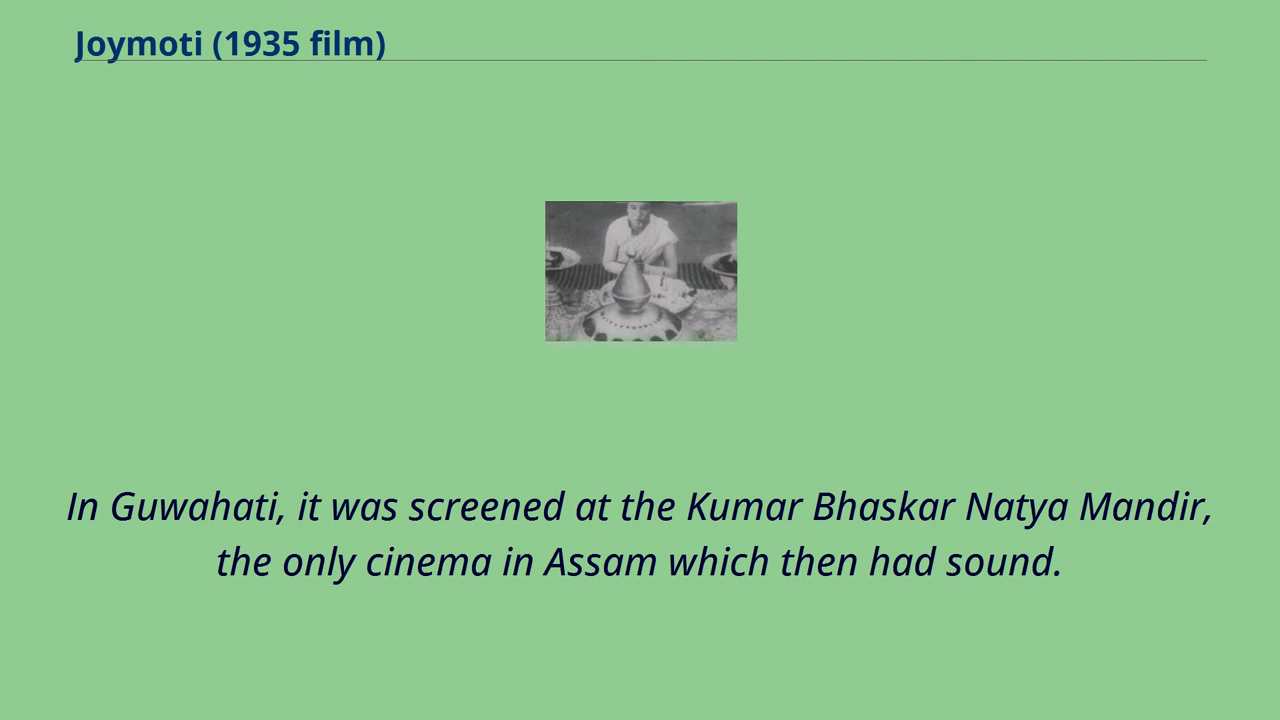 Joymoti (1935 film)
In Guwahati, it was screened at the Kumar Bhaskar Natya Mandir,
the only cinema in Assam which then had sound.